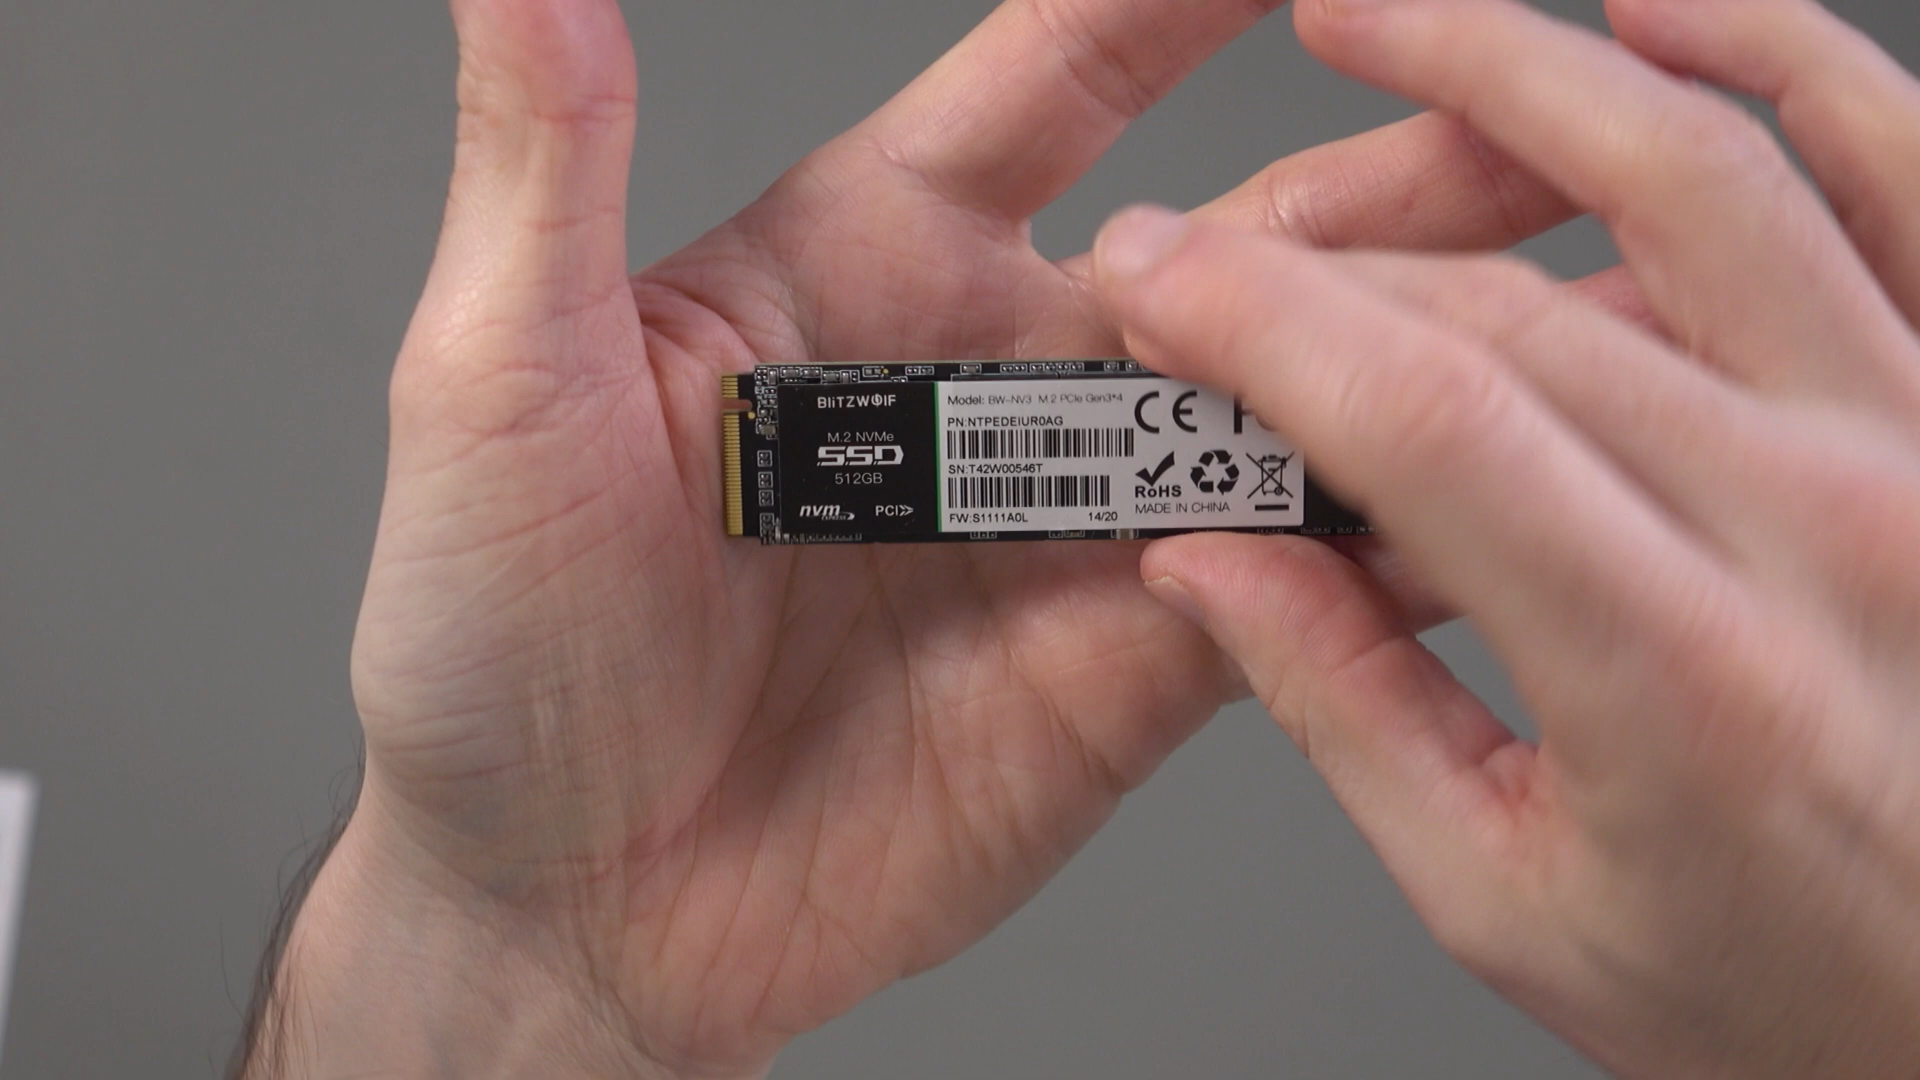 BLiTZWOLF
M.2 NVMe
SSD
512GB
nvm
EXPRESS
PCI
Model: BW-NV3 M.2 PCIe Gen3*4
PN:NTPEDEIUR0AG
SN:T42W00546T
FW:S1111A0L 14/20
CE F
RoHS
MADE IN CHINA